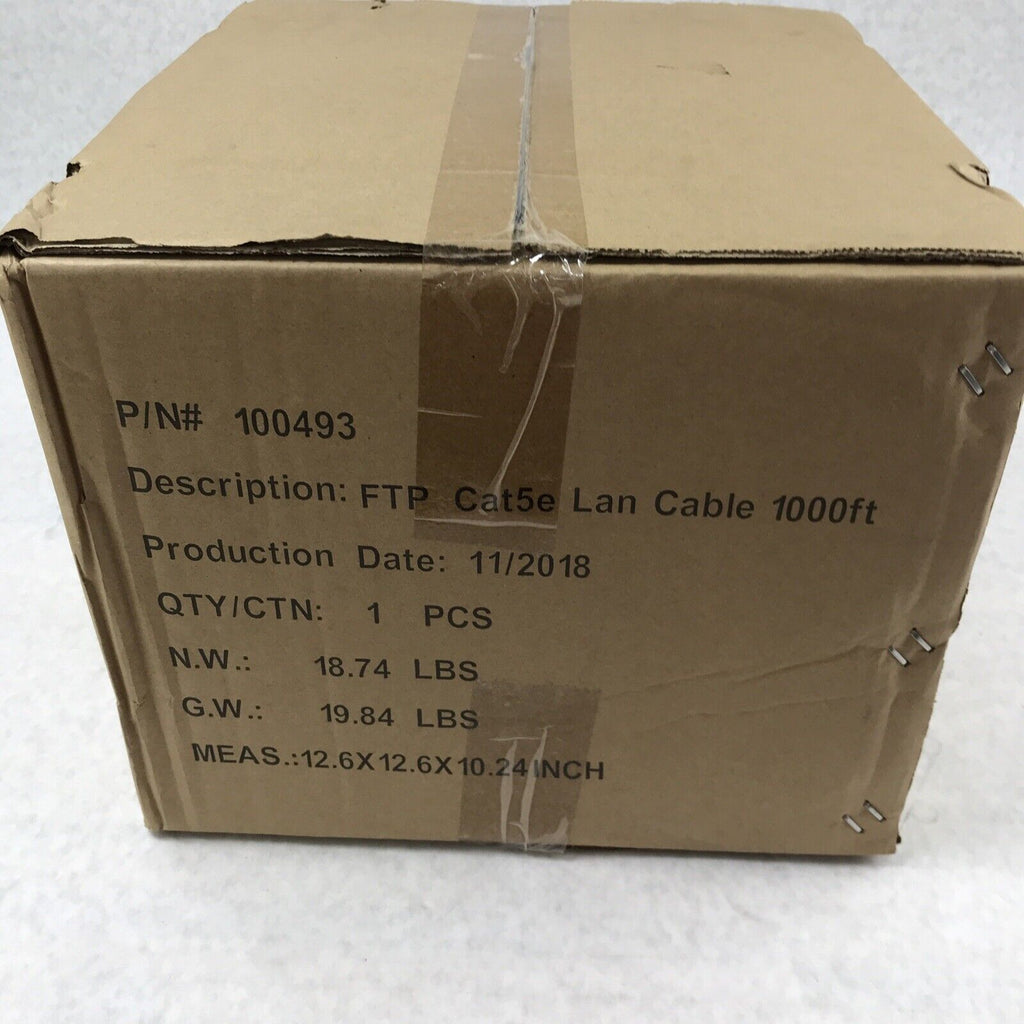 P/N# 100493
Description: FTP Cat5e Lan Cable 1000ft
Production Date: 11/2018
QTY/CTN: 1 PCS
N.W.: 18.74 LBS
G.W.: 19.84 LBS
MEAS.:12.6X12.6X10.24INCH